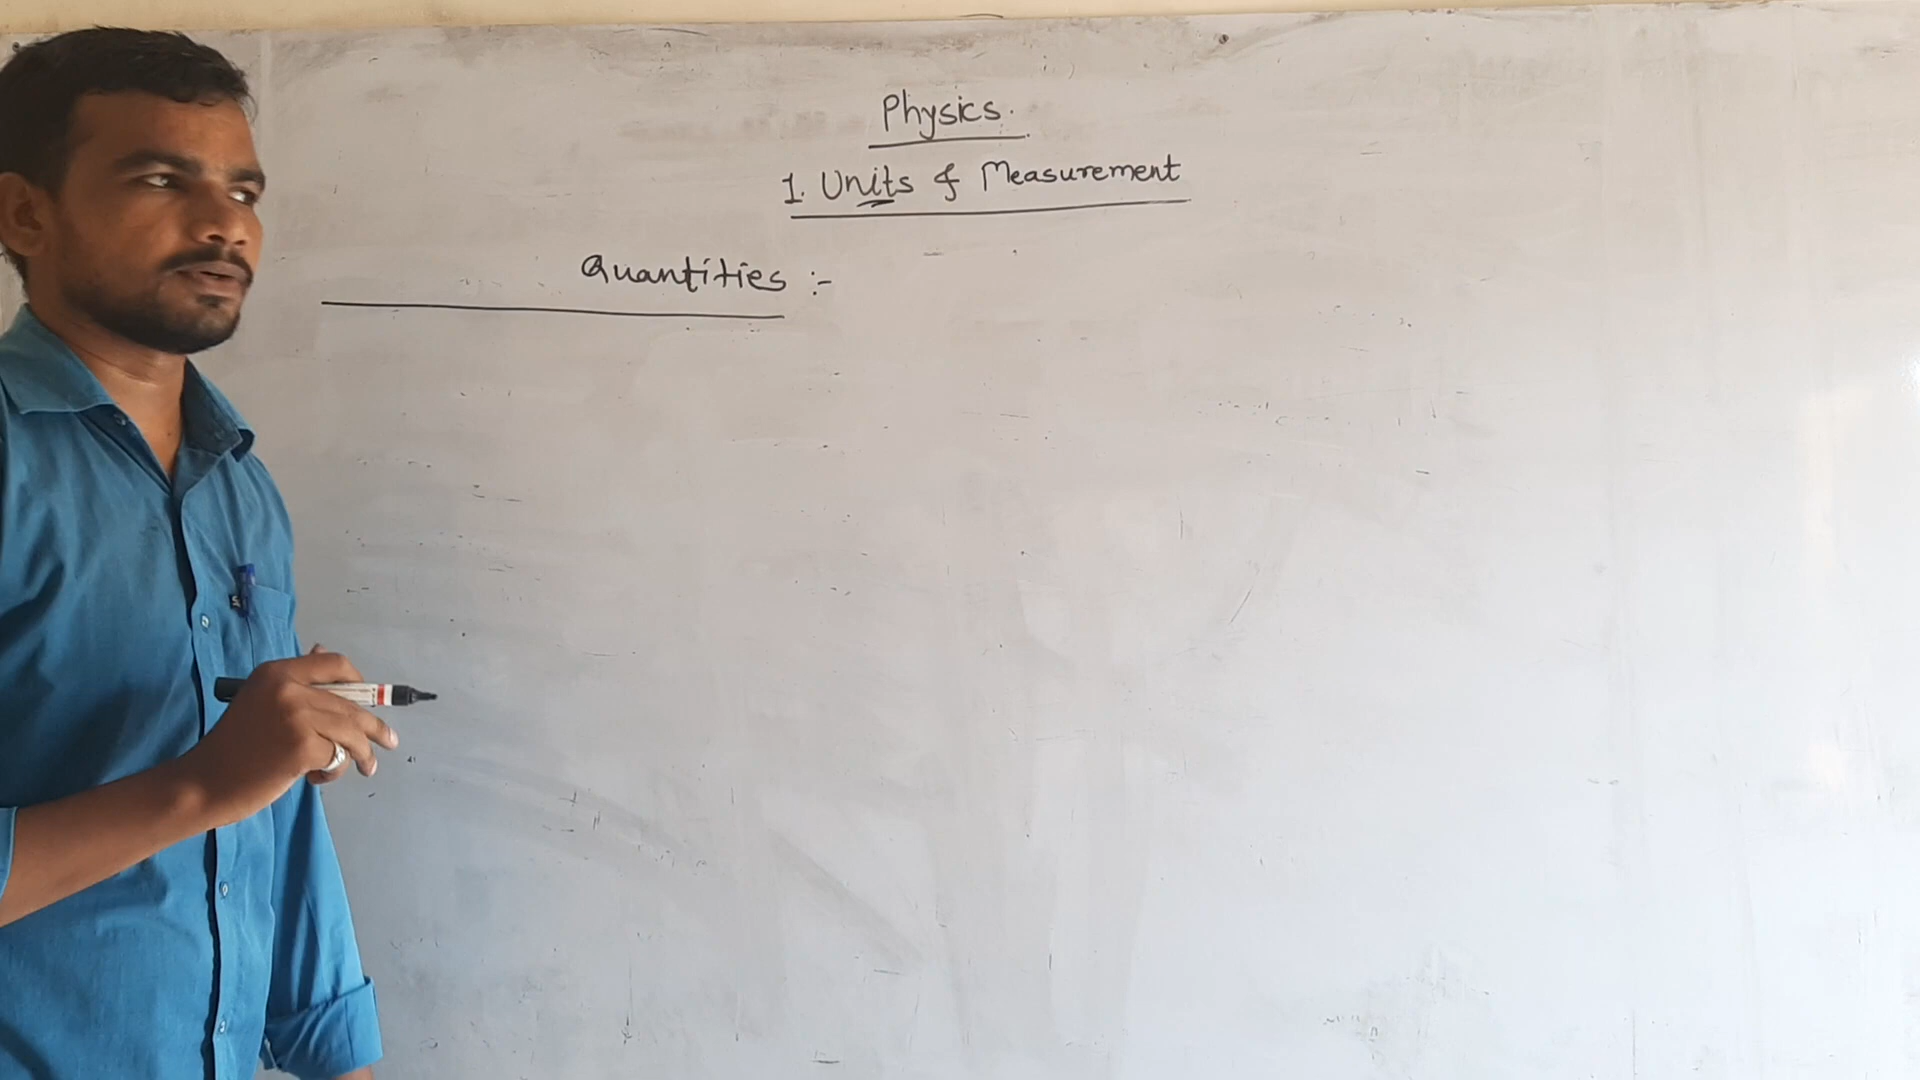 Physics.
1. Units & Measurement
Quantities :-